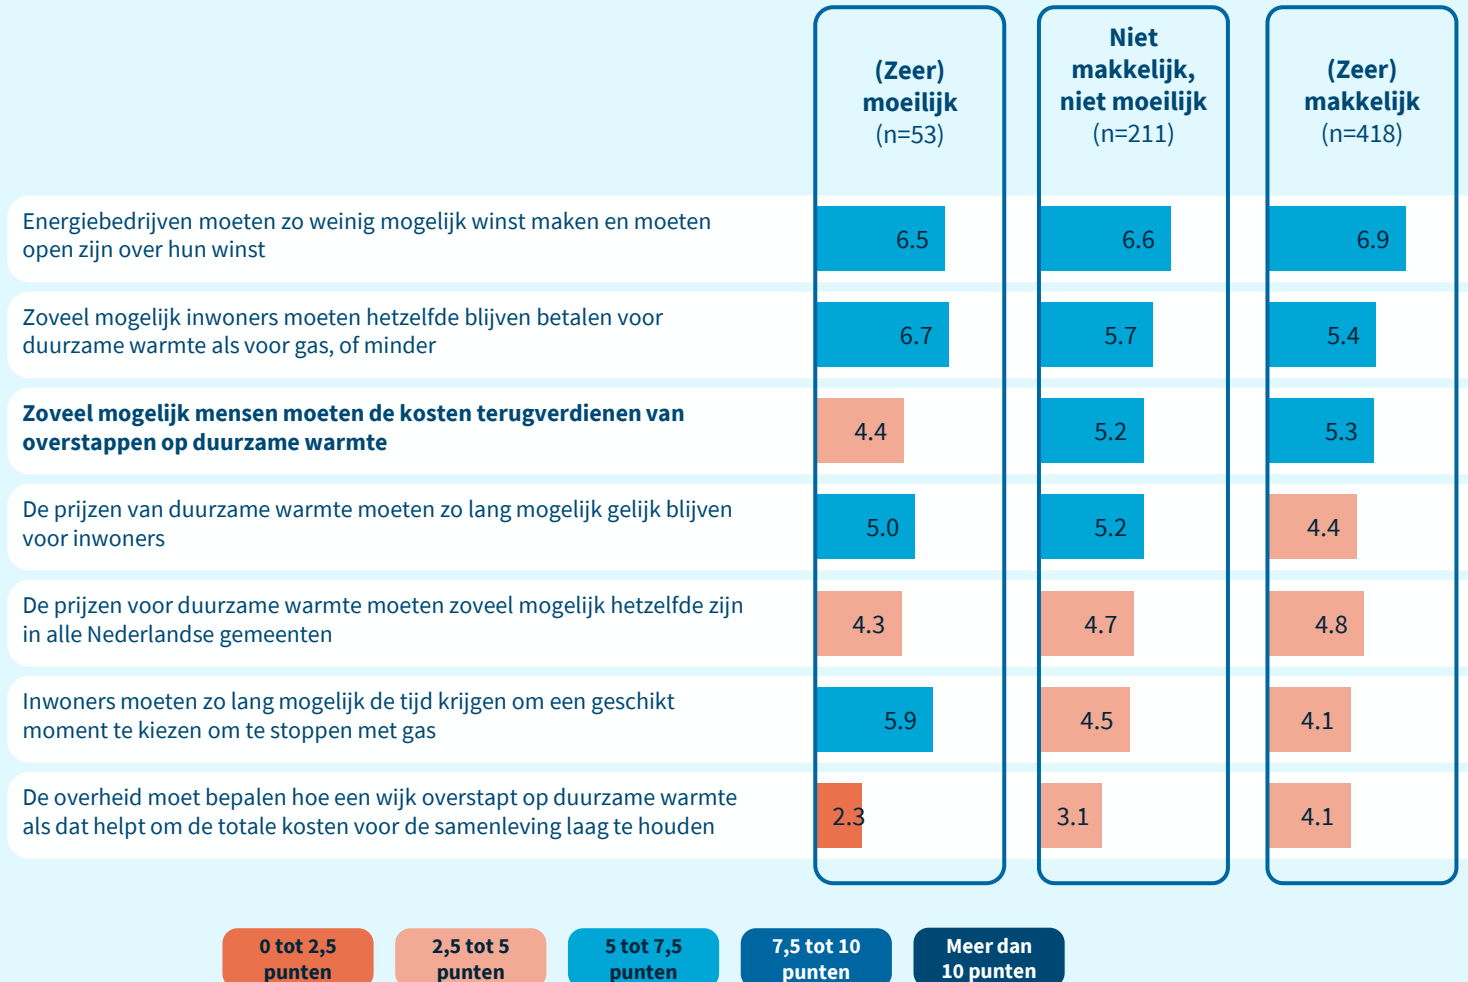 (Zeer)
moeilijk
(n=53)
Niet
makkelijk,
niet moeilijk
(n=211)
(Zeer)
makkelijk
(n=418)
Energiebedrijven moeten zo weinig mogelijk winst maken en moeten
open zijn over hun winst
6.5
6.6
6.9
Zoveel mogelijk inwoners moeten hetzelfde blijven betalen voor
duurzame warmte als voor gas, of minder
6.7
5.7
5.4
Zoveel mogelijk mensen moeten de kosten terugverdienen van
overstappen op duurzame warmte
4.4
5.2
5.3
De prijzen van duurzame warmte moeten zo lang mogelijk gelijk blijven
voor inwoners
5.0
5.2
4.4
De prijzen voor duurzame warmte moeten zoveel mogelijk hetzelfde zijn
in alle Nederlandse gemeenten
4.3
4.7
4.8
Inwoners moeten zo lang mogelijk de tijd krijgen om een geschikt
moment te kiezen om te stoppen met gas
5.9
4.5
4.1
De overheid moet bepalen hoe een wijk overstapt op duurzame warmte
als dat helpt om de totale kosten voor de samenleving laag te houden
2.3
3.1
4.1
0 tot 2,5
punten
2,5 tot 5
punten
5 tot 7,5
punten
7,5 tot 10
punten
Meer dan
10 punten